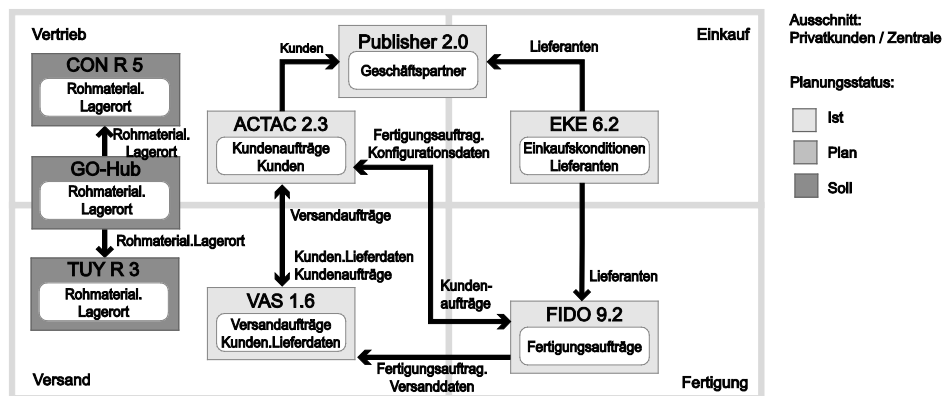 Vertrieb
Einkauf
Publisher 2.0
Geschäftspartner
Kunden
Lieferanten
CON R 5
Rohmaterial.
Lagerort
Rohmaterial.
Lagerort
GO-Hub
Rohmaterial.
Lagerort
Rohmaterial.Lagerort
TUY R 3
Rohmaterial.
Lagerort
ACTAC 2.3
Kundenaufträge
Kunden
Fertigungsauftrag.
Konfigurationsdaten
EKE 6.2
Einkaufskonditionen
Lieferanten
Versandaufträge
Kunden.Lieferdaten
Kundenaufträge
Kunden-
aufträge
Lieferanten
VAS 1.6
Versandaufträge
Kunden.Lieferdaten
FIDO 9.2
Fertigungsaufträge
Fertigungsauftrag.
Versanddaten
Versand
Fertigung
Ausschnitt:
Privatkunden / Zentrale
Planungsstatus:
Ist
Plan
Soll